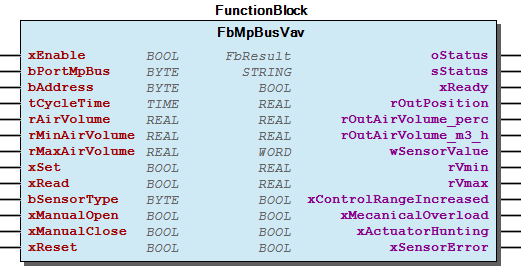 FunctionBlock
FbMpBusVav
xEnable BOOL FbResult oStatus
bPortMpBus BYTE STRING sStatus
bAddress BYTE BOOL xReady
tCycleTime TIME REAL rOutPosition
rAirVolume REAL REAL rOutAirVolume_perc
rMinAirVolume REAL REAL rOutAirVolume_m3_h
rMaxAirVolume REAL WORD wSensorValue
xSet BOOL REAL rVmin
xRead BOOL REAL rVmax
bSensorType BYTE BOOL xControlRangeIncreased
xManualOpen BOOL BOOL xMecanicalOverload
xManualClose BOOL BOOL xActuatorHunting
xReset BOOL BOOL xSensorError